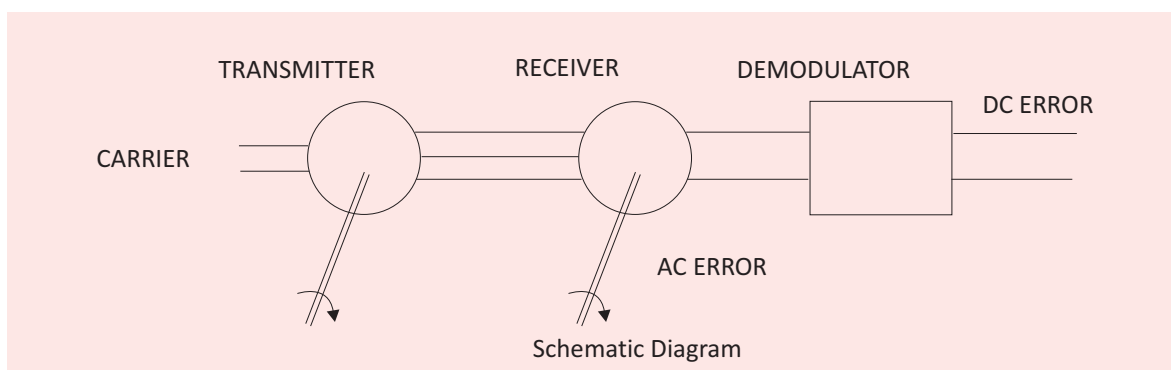 TRANSMITTER
RECEIVER
DEMODULATOR
DC ERROR
CARRIER
AC ERROR
Schematic Diagram